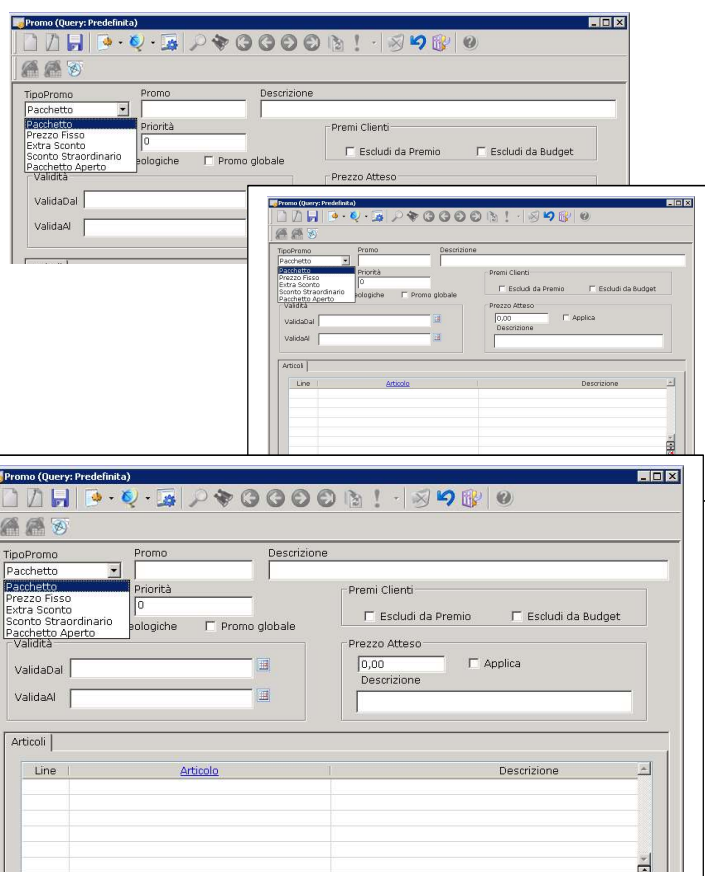 Promo (Query: Predefinita)
TipoPromo Promo Descrizione
Pacchetto
Pacchetto
Prezzo Fisso
Extra Sconto
Sconto Straordinario
Pacchetto Aperto
Priorità
0
eologiche Promo globale
Premi Clienti
Escludi da Premio Escludi da Budget
Validità
Prezzo Atteso
ValidaDal
ValidaAl
Promo (Query: Predefinita)
TipoPromo Promo Descrizione
Pacchetto
Pacchetto
Prezzo Fisso
Extra Sconto
Sconto Straordinario
Pacchetto Aperto
Priorità
0
eologiche Promo globale
Premi Clienti
Escludi da Premio Escludi da Budget
Validità
Prezzo Atteso
ValidaDal
0,00 Applica
Descrizione
ValidaAl
Articoli
Line Articolo Descrizione
Promo (Query: Predefinita)
TipoPromo Promo Descrizione
Pacchetto
Pacchetto
Prezzo Fisso
Extra Sconto
Sconto Straordinario
Pacchetto Aperto
Priorità
0
eologiche Promo globale
Premi Clienti
Escludi da Premio Escludi da Budget
Validità
Prezzo Atteso
ValidaDal
0,00 Applica
Descrizione
ValidaAl
Articoli
Line Articolo Descrizione